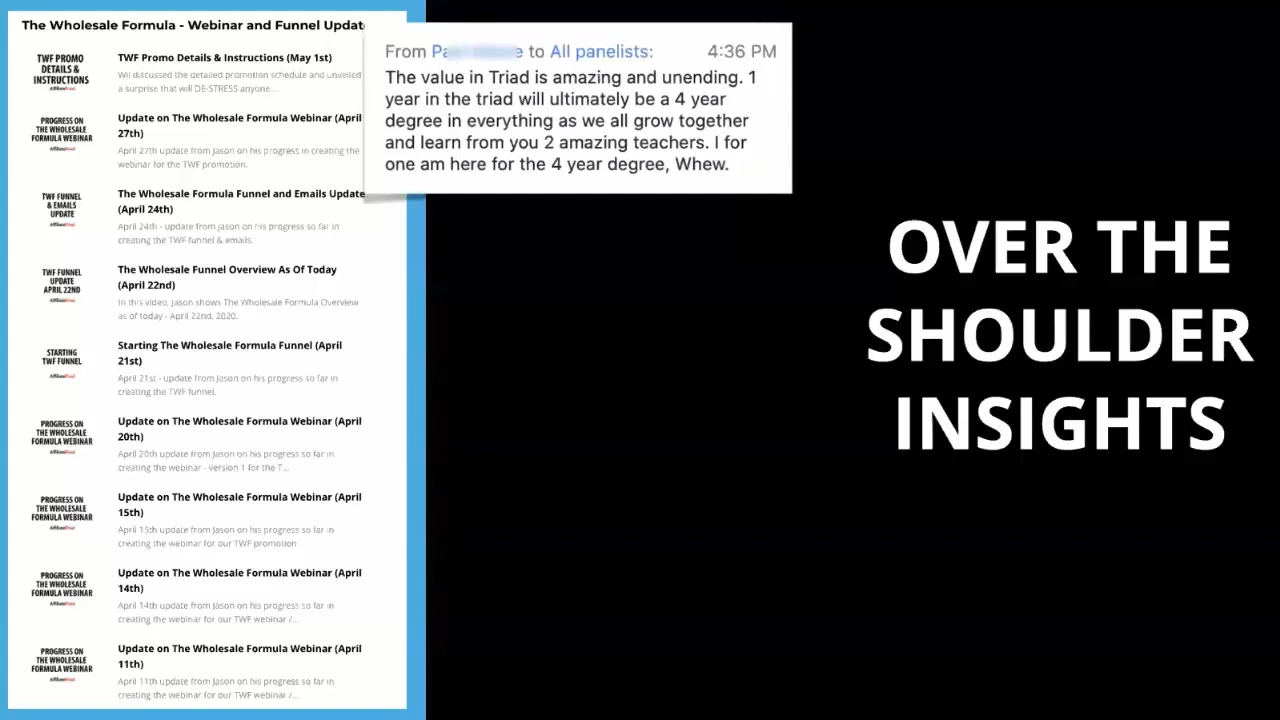 The Wholesale Formula - Webinar and Funnel Updat
TWF PROMO
DETAILS &
INSTRUCTIONS
AffiliateTriad
TWF Promo Details & Instructions (May 1st)
Wil discussed the detailed promotion schedule and unveiled
a surprise that will DE-STRESS anyone ...
PROGRESS ON
THE WHOLESALE
FORMULA WEBINAR
AffiliateTriad
Update on The Wholesale Formula Webinar (April
27th)
April 27th update from Jason on his progress in creating the
webinar for the TWF promotion.
TWF FUNNEL
& EMAILS
UPDATE
AffiliateTriad
The Wholesale Formula Funnel and Emails Update
(April 24th)
April 24th - update from Jason on his progress so far in
creating the TWF funnel & emails.
TWF FUNNEL
UPDATE
APRIL 22ND
AffiliateTriad
The Wholesale Funnel Overview As Of Today
(April 22nd)
In this video, Jason shows The Wholesale Formula Overview
as of today - April 22nd, 2020.
STARTING
TWF FUNNEL
AffiliateTriad
Starting The Wholesale Formula Funnel (April
21st)
April 21st - update from Jason on his progress so far in
creating the TWF funnel.
PROGRESS ON
THE WHOLESALE
FORMULA WEBINAR
AffiliateTriad
Update on The Wholesale Formula Webinar (April
20th)
April 20th update from Jason on his progress so far in
creating the webinar - version 1 for the T...
PROGRESS ON
THE WHOLESALE
FORMULA WEBINAR
AffiliateTriad
Update on The Wholesale Formula Webinar (April
15th)
April 15th update from Jason on his progress so far in
creating the webinar for our TWF promotion
PROGRESS ON
THE WHOLESALE
FORMULA WEBINAR
AffiliateTriad
Update on The Wholesale Formula Webinar (April
14th)
April 14th update from Jason on his progress so far in
creating the webinar for our TWF webinar /...
PROGRESS ON
THE WHOLESALE
FORMULA WEBINAR
AffiliateTriad
Update on The Wholesale Formula Webinar (April
11th)
April 11th update from Jason on his progress so far in
creating the webinar for our TWF webinar /...
From to All panelists: 4:36 PM
The value in Triad is amazing and unending. 1
year in the triad will ultimately be a 4 year
degree in everything as we all grow together
and learn from you 2 amazing teachers. I for
one am here for the 4 year degree, Whew.
OVER THE
SHOULDER
INSIGHTS